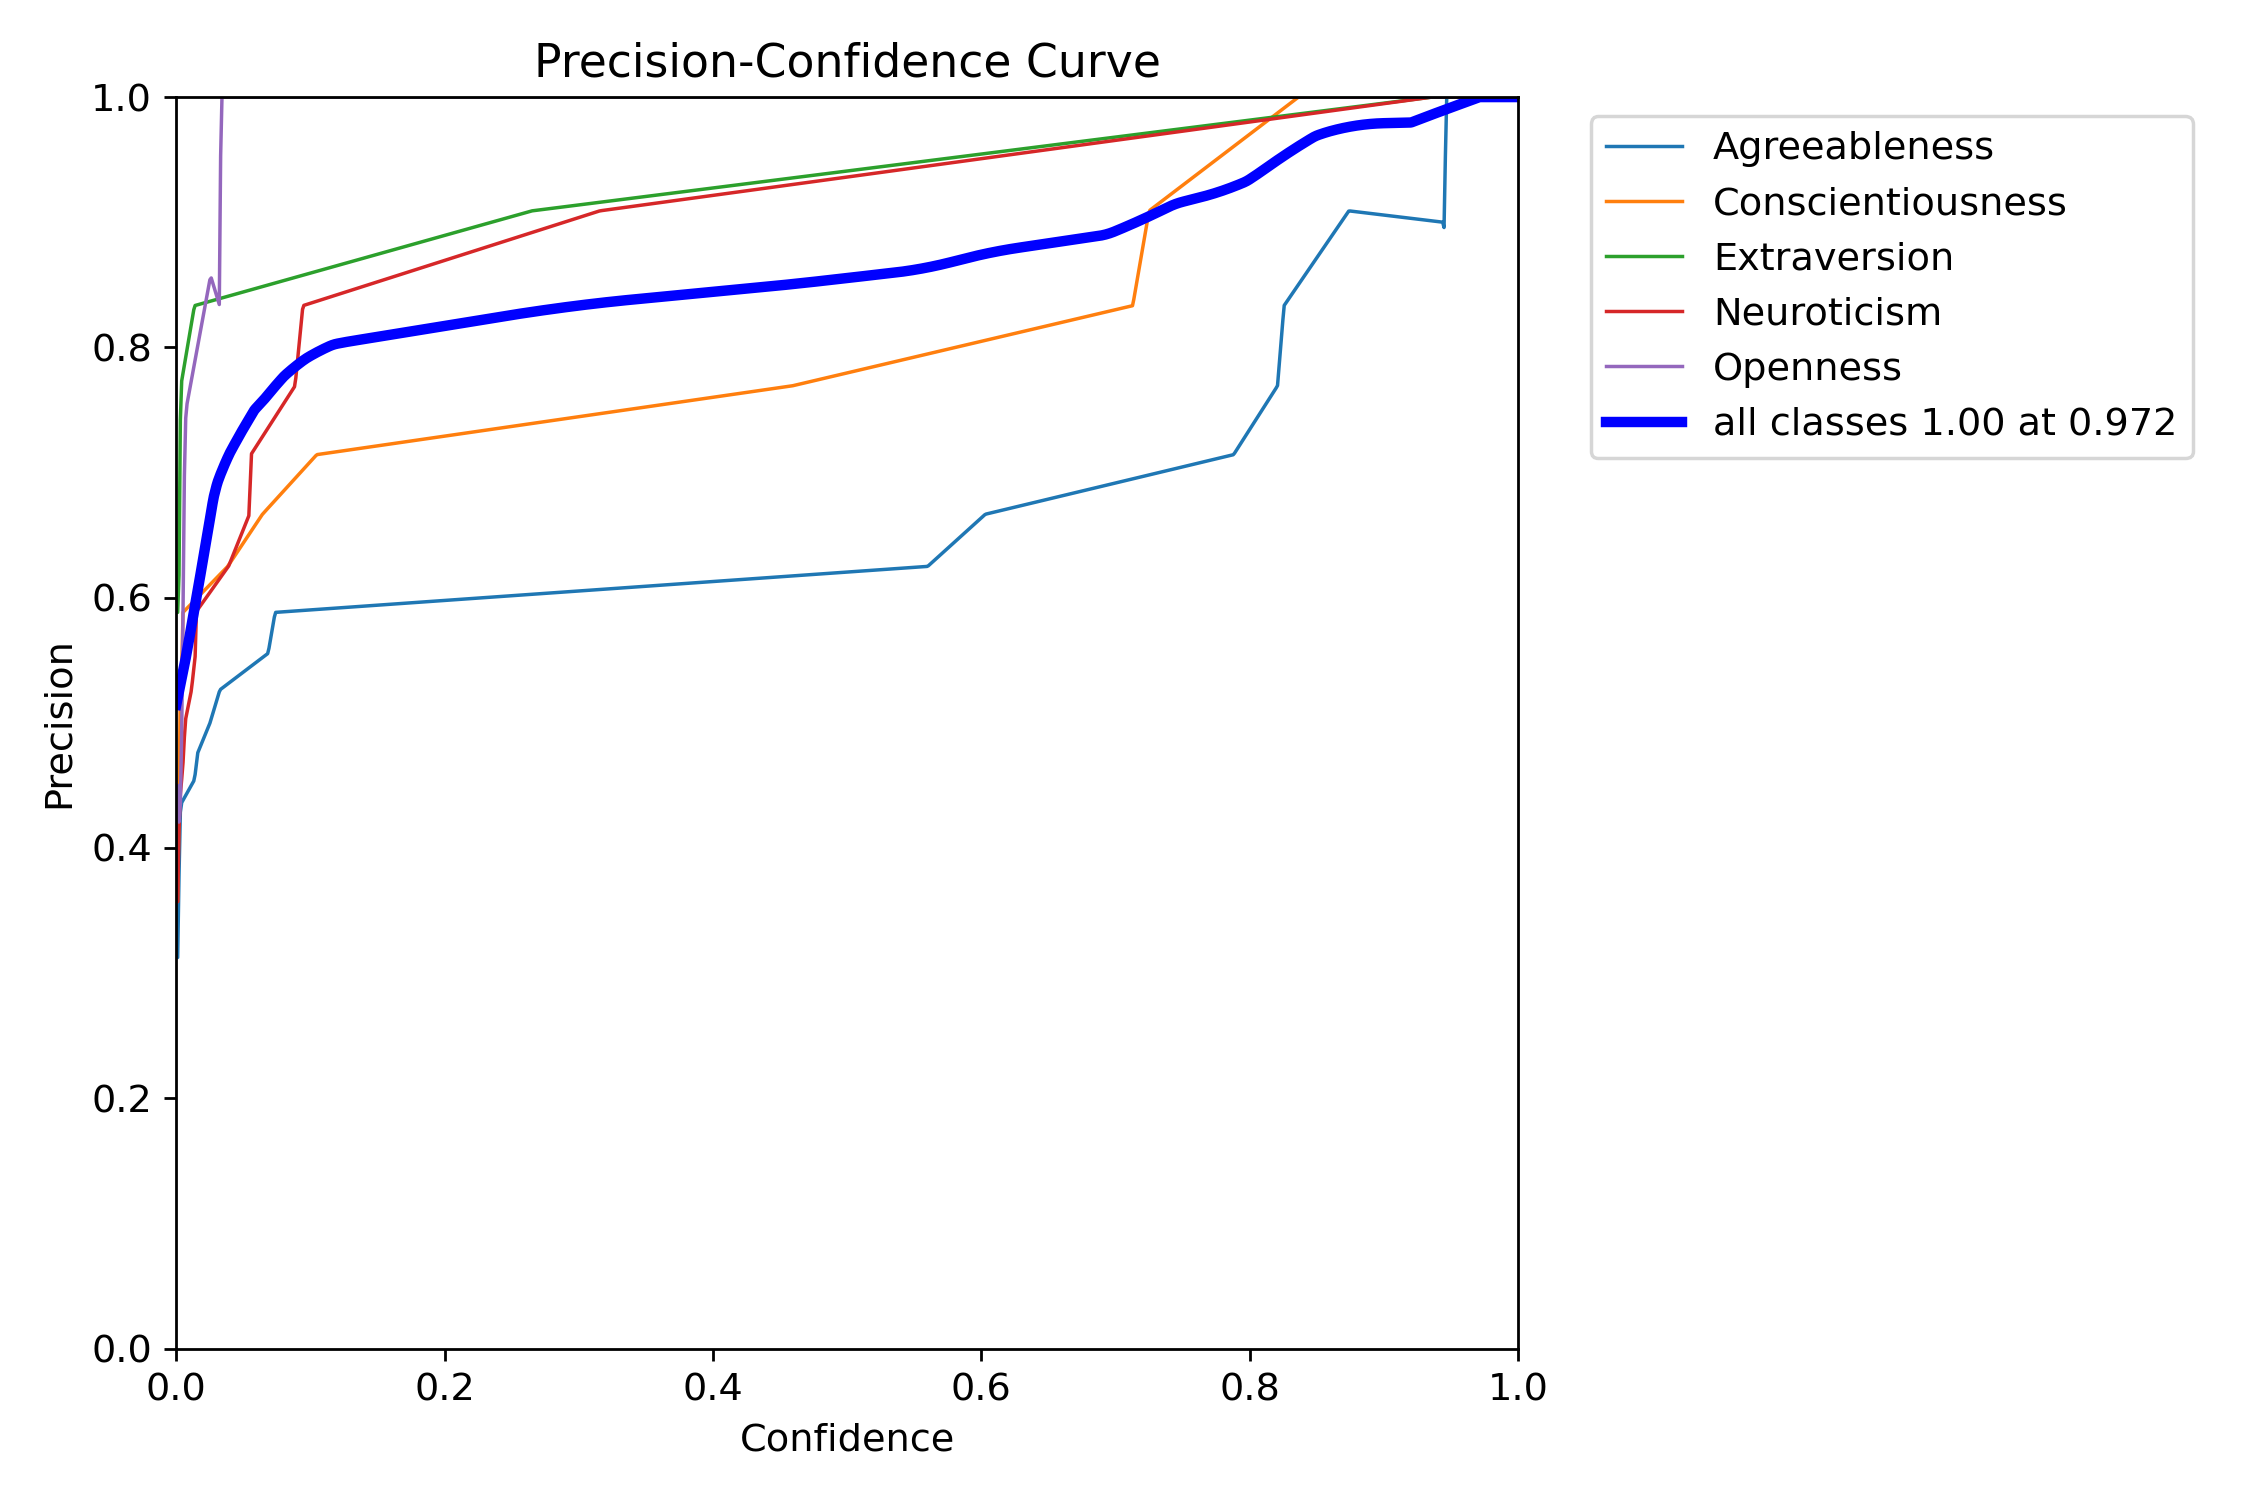 Precision-Confidence Curve
1.0
0.8
0.6
0.4
0.2
0.0
Precision
0.0 0.2 0.4 0.6 0.8 1.0
Confidence
Agreeableness
Conscientiousness
Extraversion
Neuroticism
Openness
all classes 1.00 at 0.972